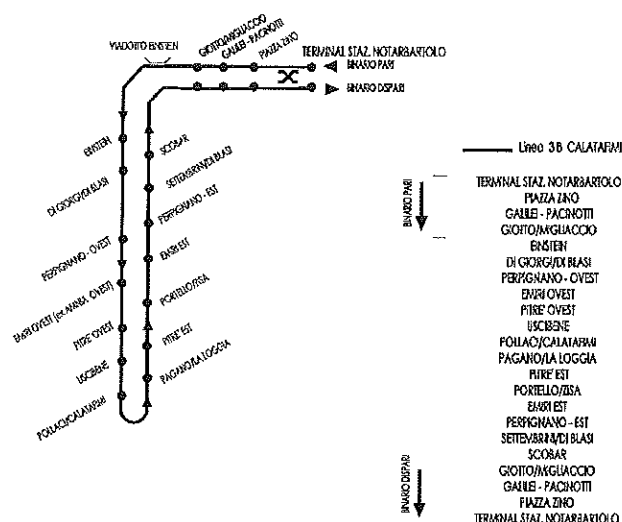 VIADOTTO EINSTEIN
GIOTTO/MIGLIACCIO
GALILEI - PACINOTTI
PIAZZA ZINO
TERMINAL STAZ. NOTARBARTOLO
BINARIO PARI
BINARIO DISPARI
EINSTEIN
DI GIORGI/DI BLASI
PERPIGNANO - OVEST
EMIRI OVEST (ex AMBRA OVEST)
PITRE' OVEST
USCIBENE
POLLACI/CALATAFIMI
SCOBAR
SETTEMBRINI/DI BLASI
PERPIGNANO - EST
EMIRI EST
PORTELLO/ZISA
PITRE' EST
PAGANO/LA LOGGIA
Linea 3B CALATAFIMI
BINARIO PARI
TERMINAL STAZ. NOTARBARTOLO
PIAZZA ZINO
GALILEI - PACINOTTI
GIOTTO/MIGLIACCIO
EINSTEIN
DI GIORGI/DI BLASI
PERPIGNANO - OVEST
EMIRI OVEST
PITRE' OVEST
USCIBENE
POLLACI/CALATAFIMI
PAGANO/LA LOGGIA
PITRE' EST
PORTELLO/ZISA
EMIRI EST
PERPIGNANO - EST
SETTEMBRINI/DI BLASI
SCOBAR
GIOTTO/MIGLIACCIO
GALILEI - PACINOTTI
PIAZZA ZINO
TERMINAL STAZ. NOTARBARTOLO
BINARIO DISPARI